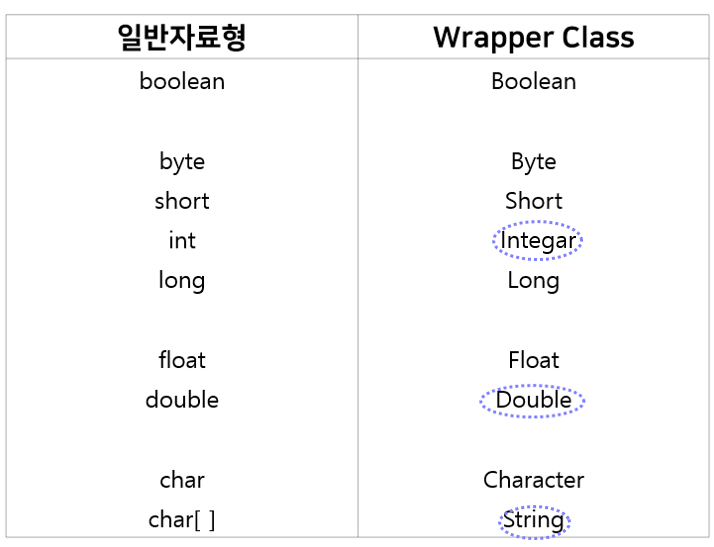 일반자료형 Wrapper Class
boolean Boolean
byte Byte
short Short
int Integar
long Long
float Float
double Double
char Character
char[ ] String